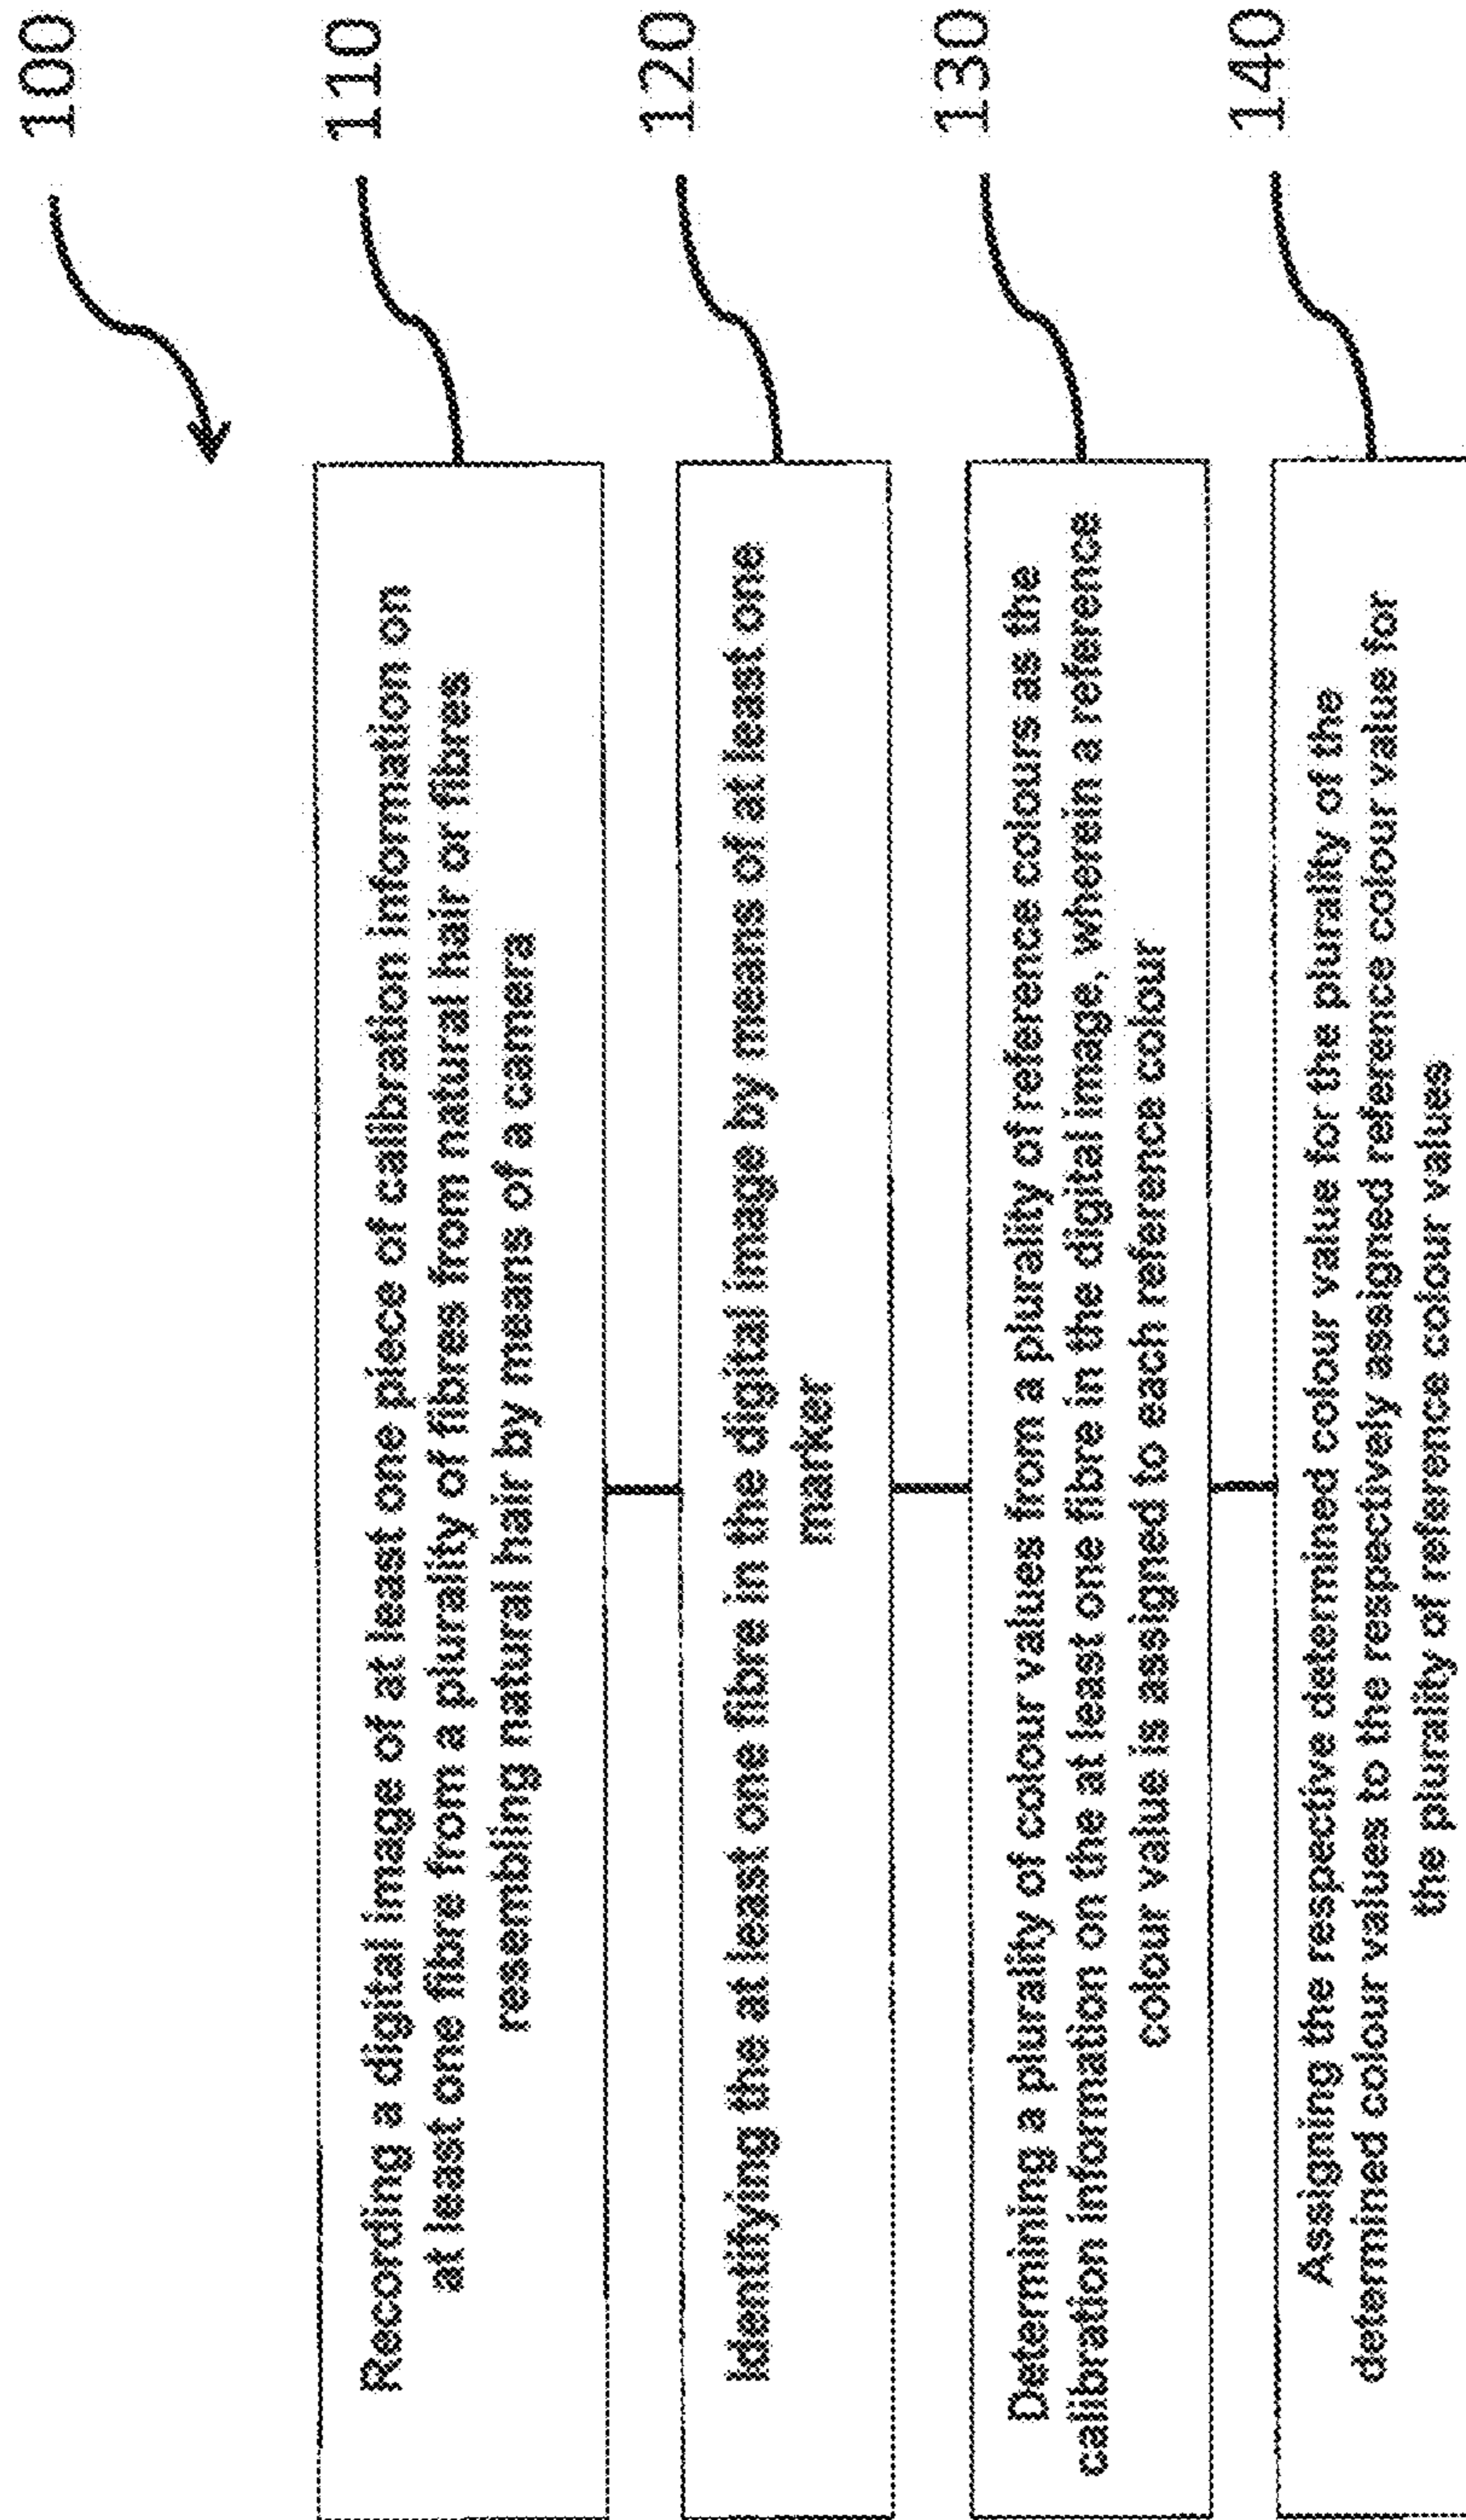 100
Recording a digital image of at least one piece of calibration information on
at least one fibre from a plurality of fibres from natural hair or fibres
resembling natural hair by means of a camera
110
Identifying the at least one fibre in the digital image by means of at least one
marker
120
Determining a plurality of colour values from a plurality of reference colours as the
calibration information on the at least one fibre in the digital image, wherein a reference
colour value is assigned to each reference colour
130
Assigning the respective determined colour value for the plurality of the
determined colour values to the respectively assigned reference colour value for
the plurality of reference colour values
140